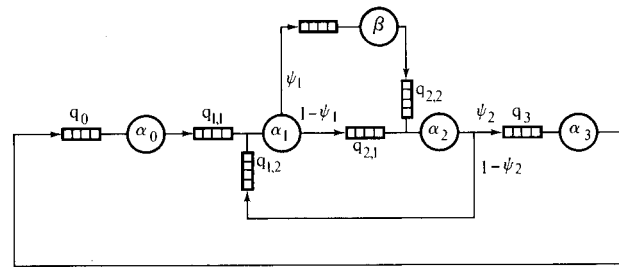 β
ψ₁
q₂,₂
q₀
α₀
q₁,₁
α₁
1-ψ₁
q₂,₁
α₂
ψ₂
q₃
α₃
q₁,₂
1-ψ₂